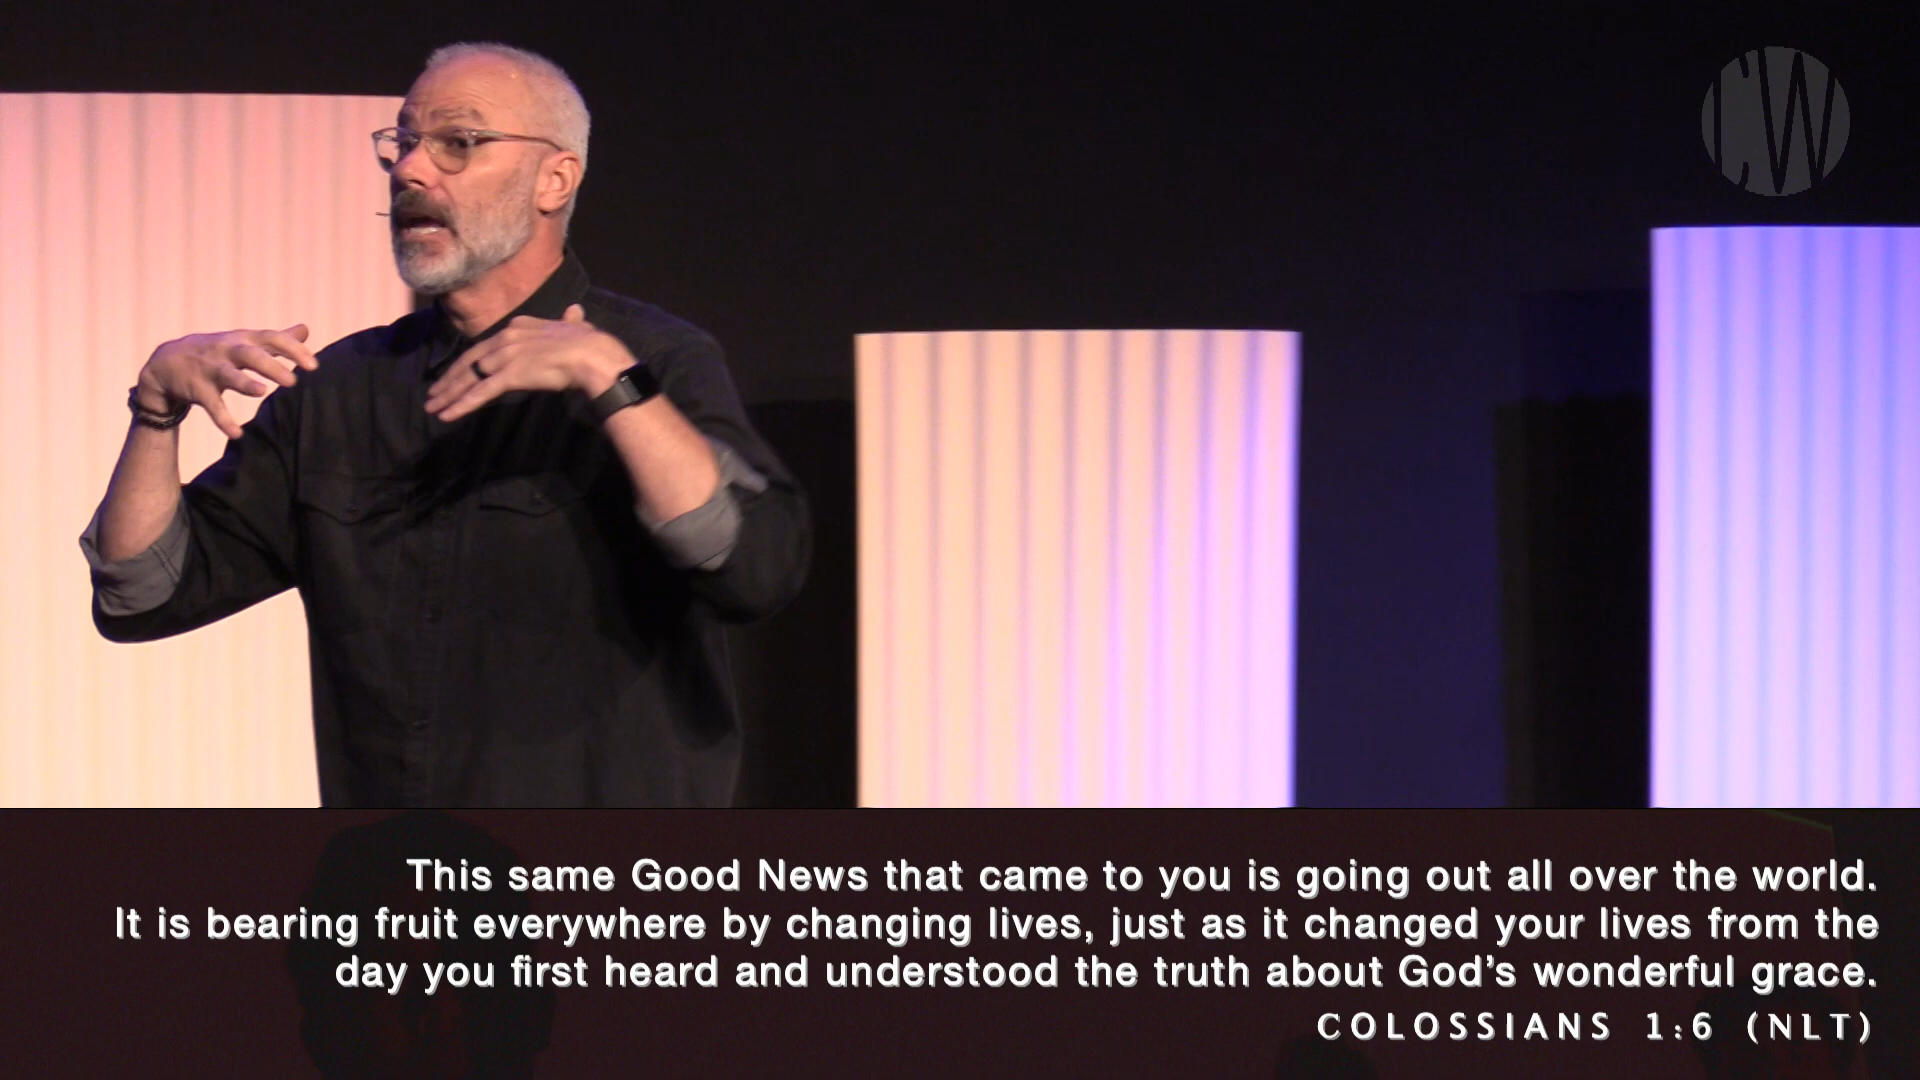 CW
This same Good News that came to you is going out all over the world.
It is bearing fruit everywhere by changing lives, just as it changed your lives from the
day you first heard and understood the truth about God’s wonderful grace.
COLOSSIANS 1:6 (NLT)